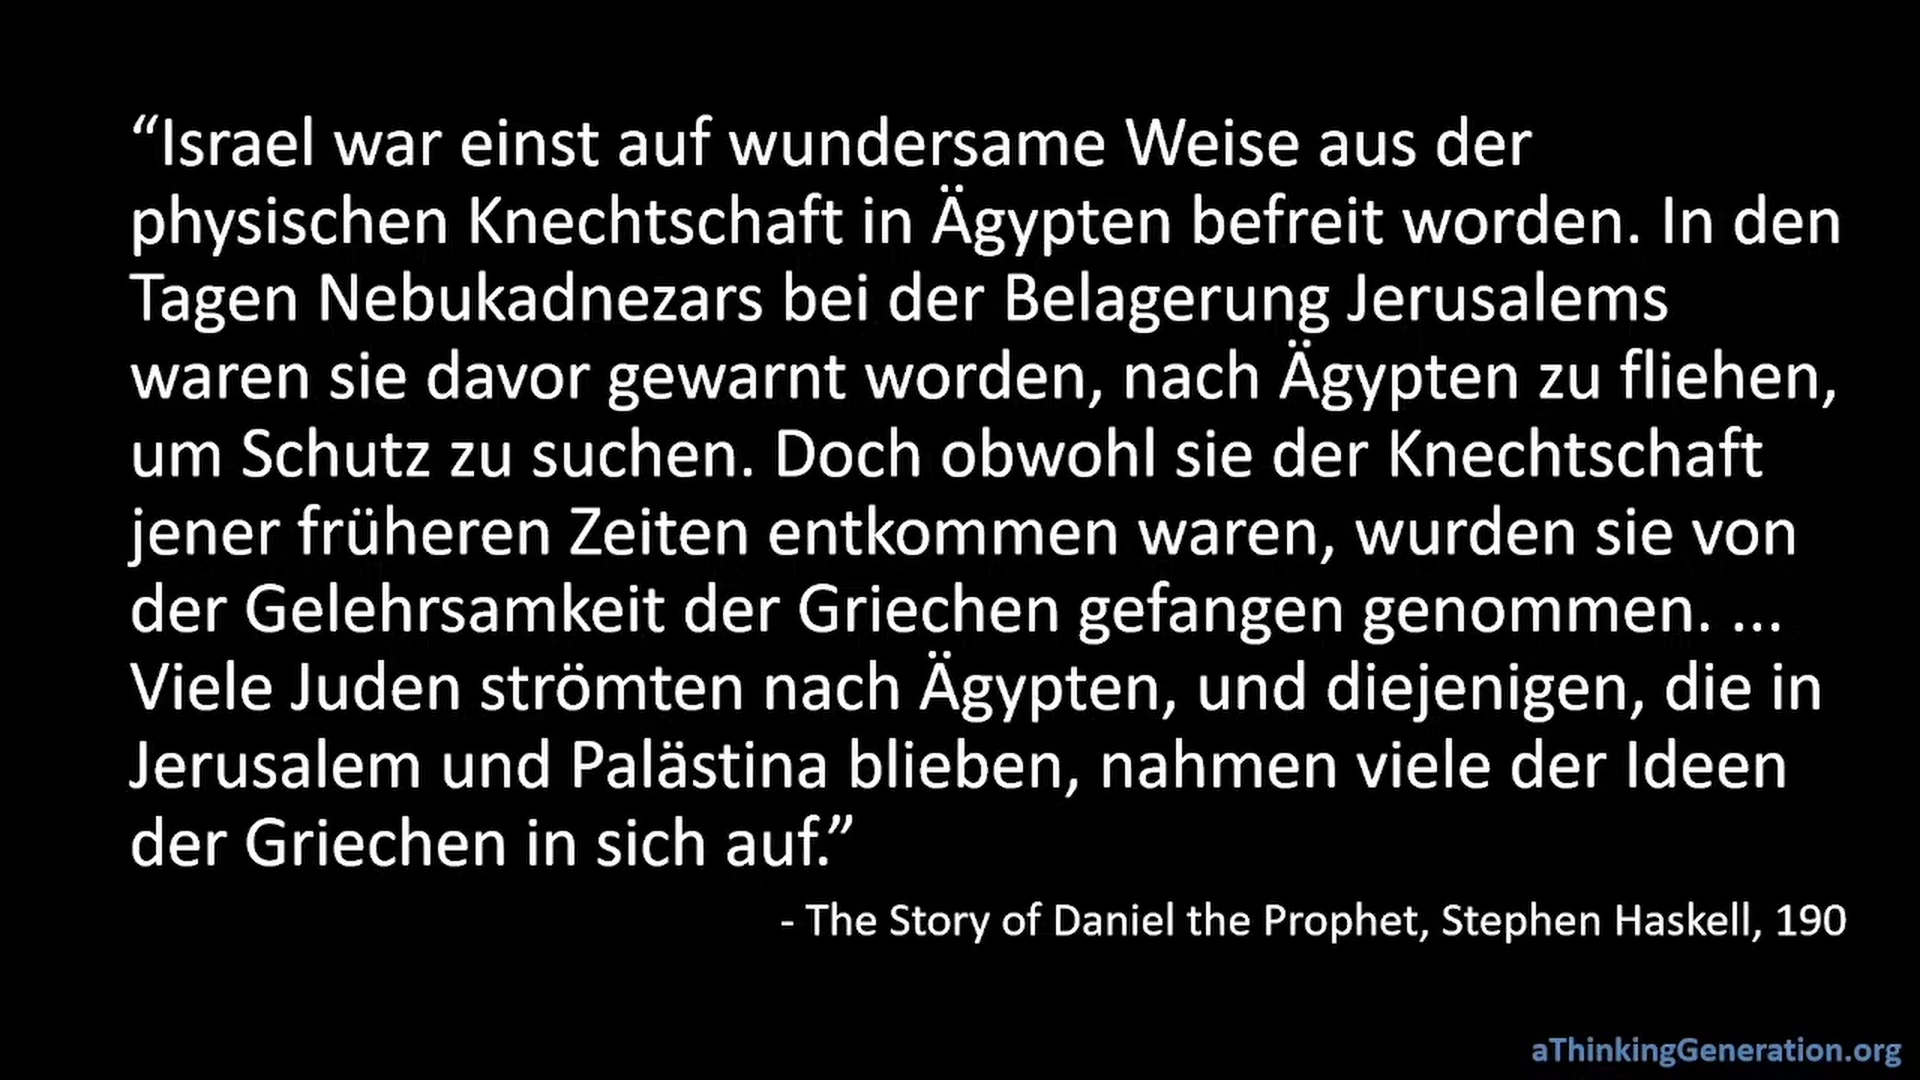 “Israel war einst auf wundersame Weise aus der
physischen Knechtschaft in Ägypten befreit worden. In den
Tagen Nebukadnezars bei der Belagerung Jerusalems
waren sie davor gewarnt worden, nach Ägypten zu fliehen,
um Schutz zu suchen. Doch obwohl sie der Knechtschaft
jener früheren Zeiten entkommen waren, wurden sie von
der Gelehrsamkeit der Griechen gefangen genommen. ...
Viele Juden strömten nach Ägypten, und diejenigen, die in
Jerusalem und Palästina blieben, nahmen viele der Ideen
der Griechen in sich auf.”
- The Story of Daniel the Prophet, Stephen Haskell, 190
aThinkingGeneration.org